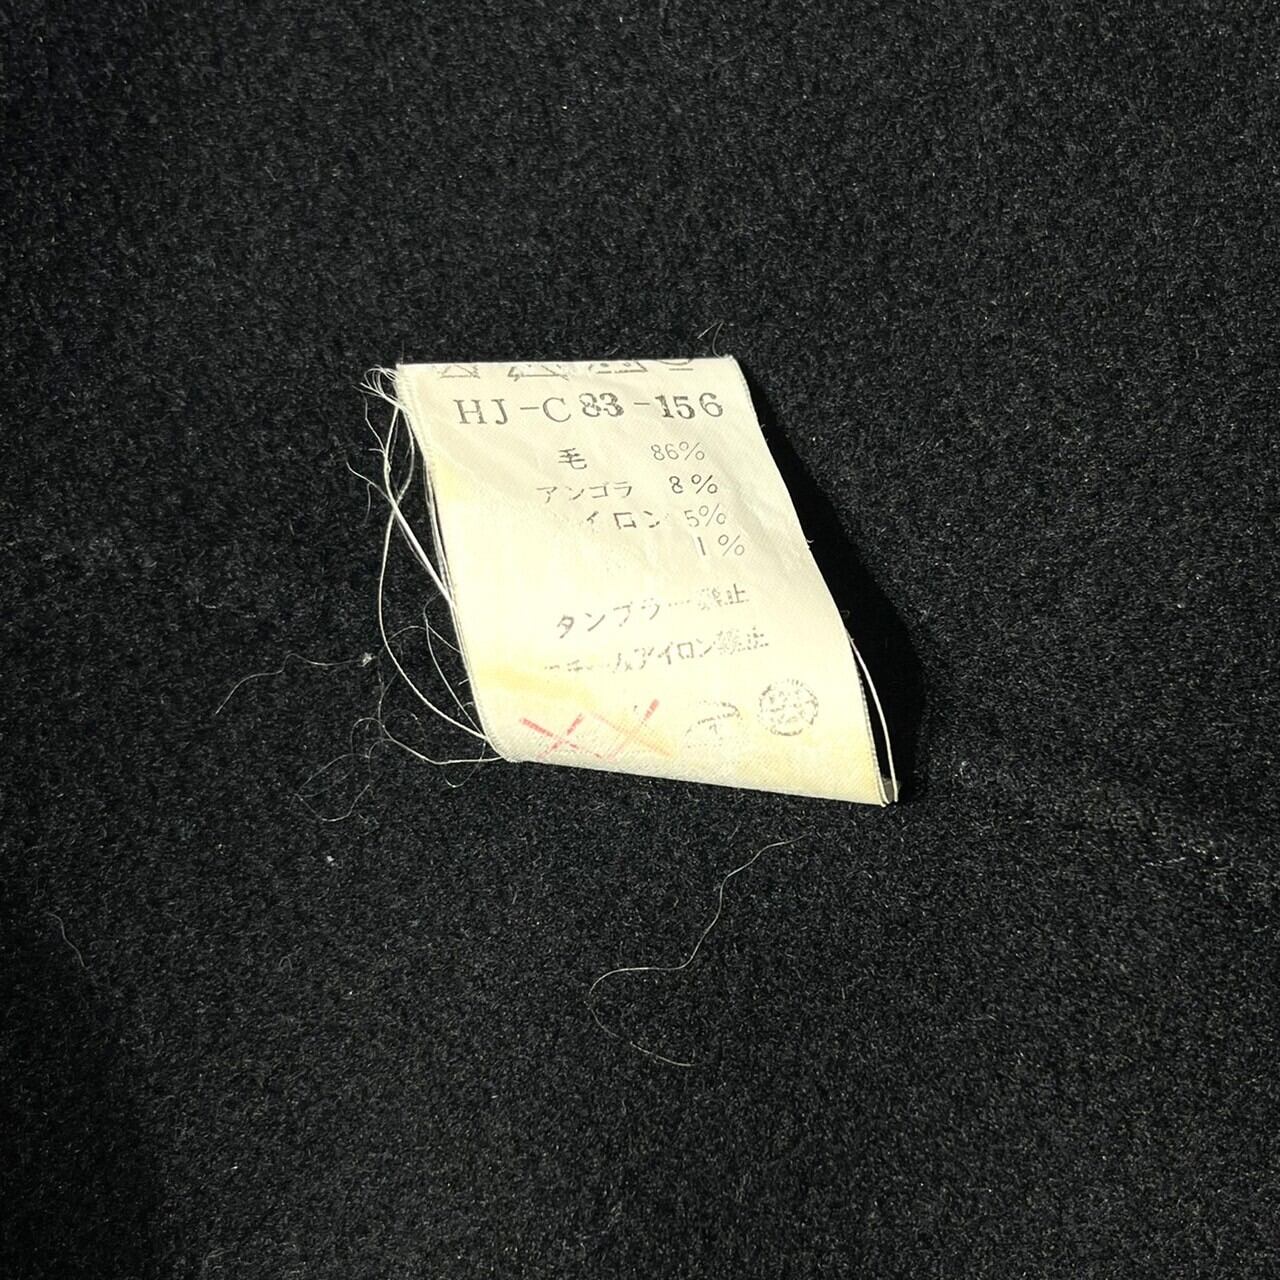 HJ-C83-156
毛 86%
アンゴラ 8%
イロン 5%
1%
タンブラー禁止
アイロン禁止